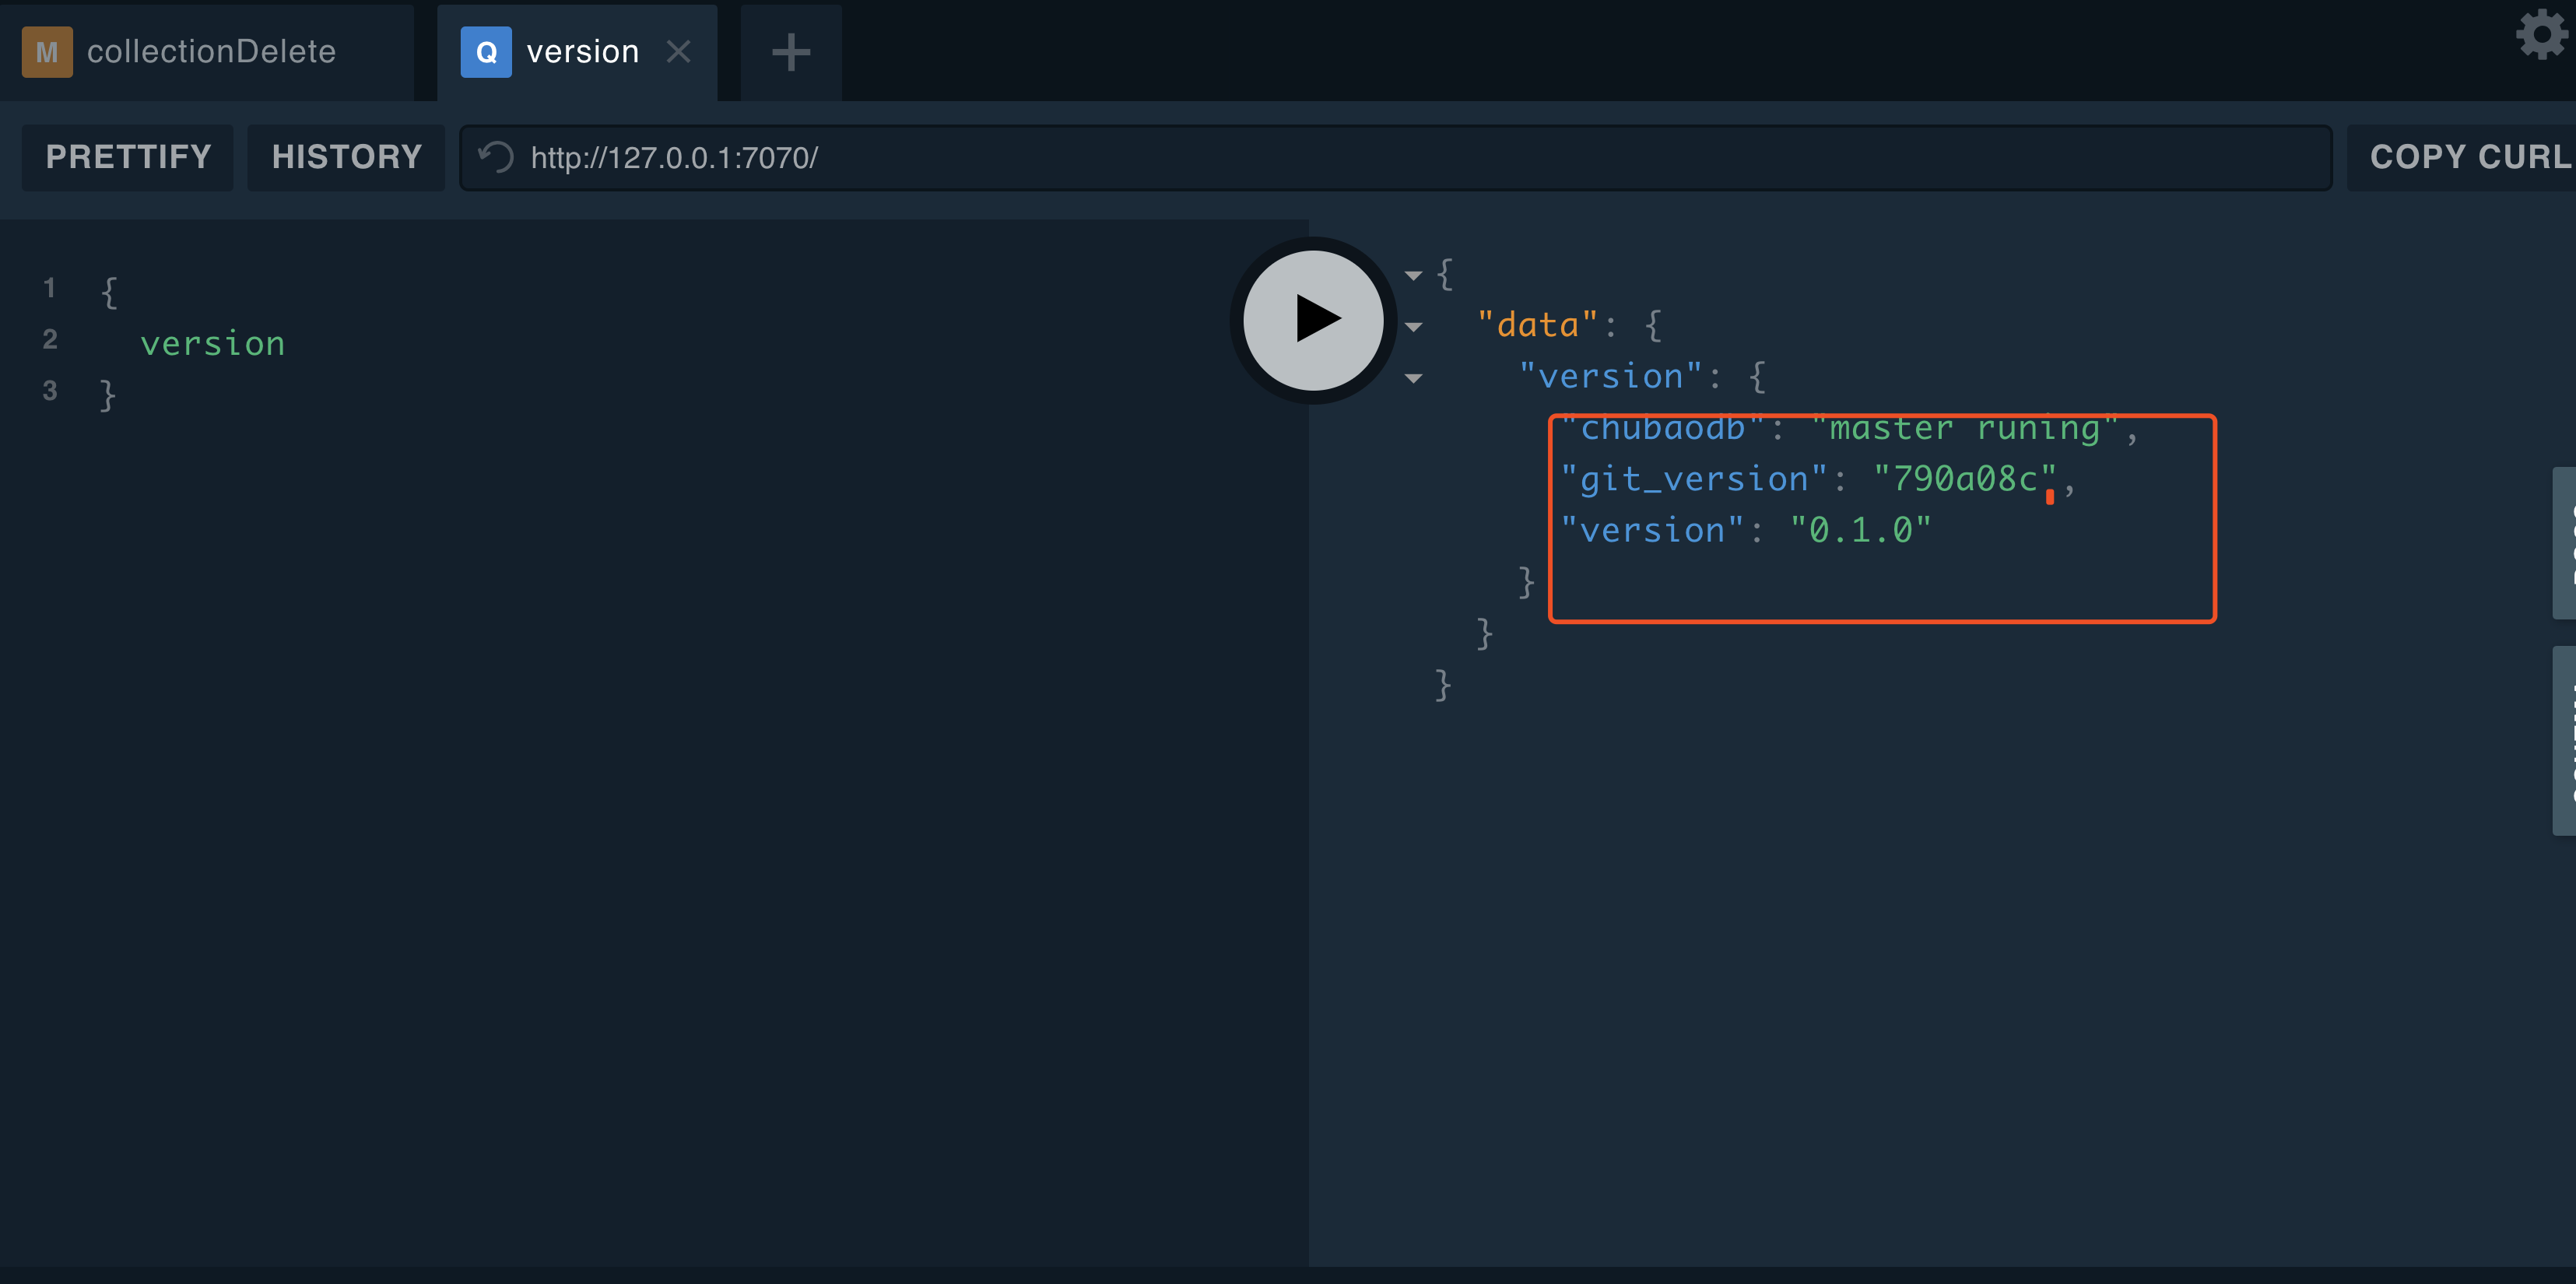 M collectionDelete
Q version
PRETTIFY
HISTORY
http://127.0.0.1:7070/
COPY CURL
1 {
2 version
3 }
{
"data": {
"version": {
"chubaodb": "master runing",
"git_version": "790a08c",
"version": "0.1.0"
}
}
}